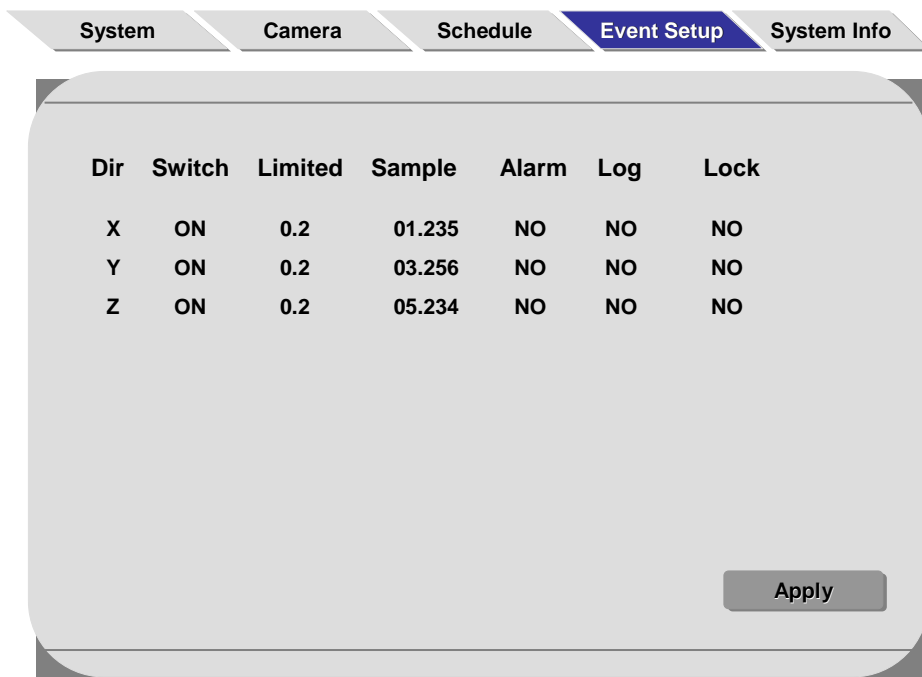 System Camera Schedule Event Setup System Info
Dir Switch Limited Sample Alarm Log Lock
X ON 0.2 01.235 NO NO NO
Y ON 0.2 03.256 NO NO NO
Z ON 0.2 05.234 NO NO NO
Apply